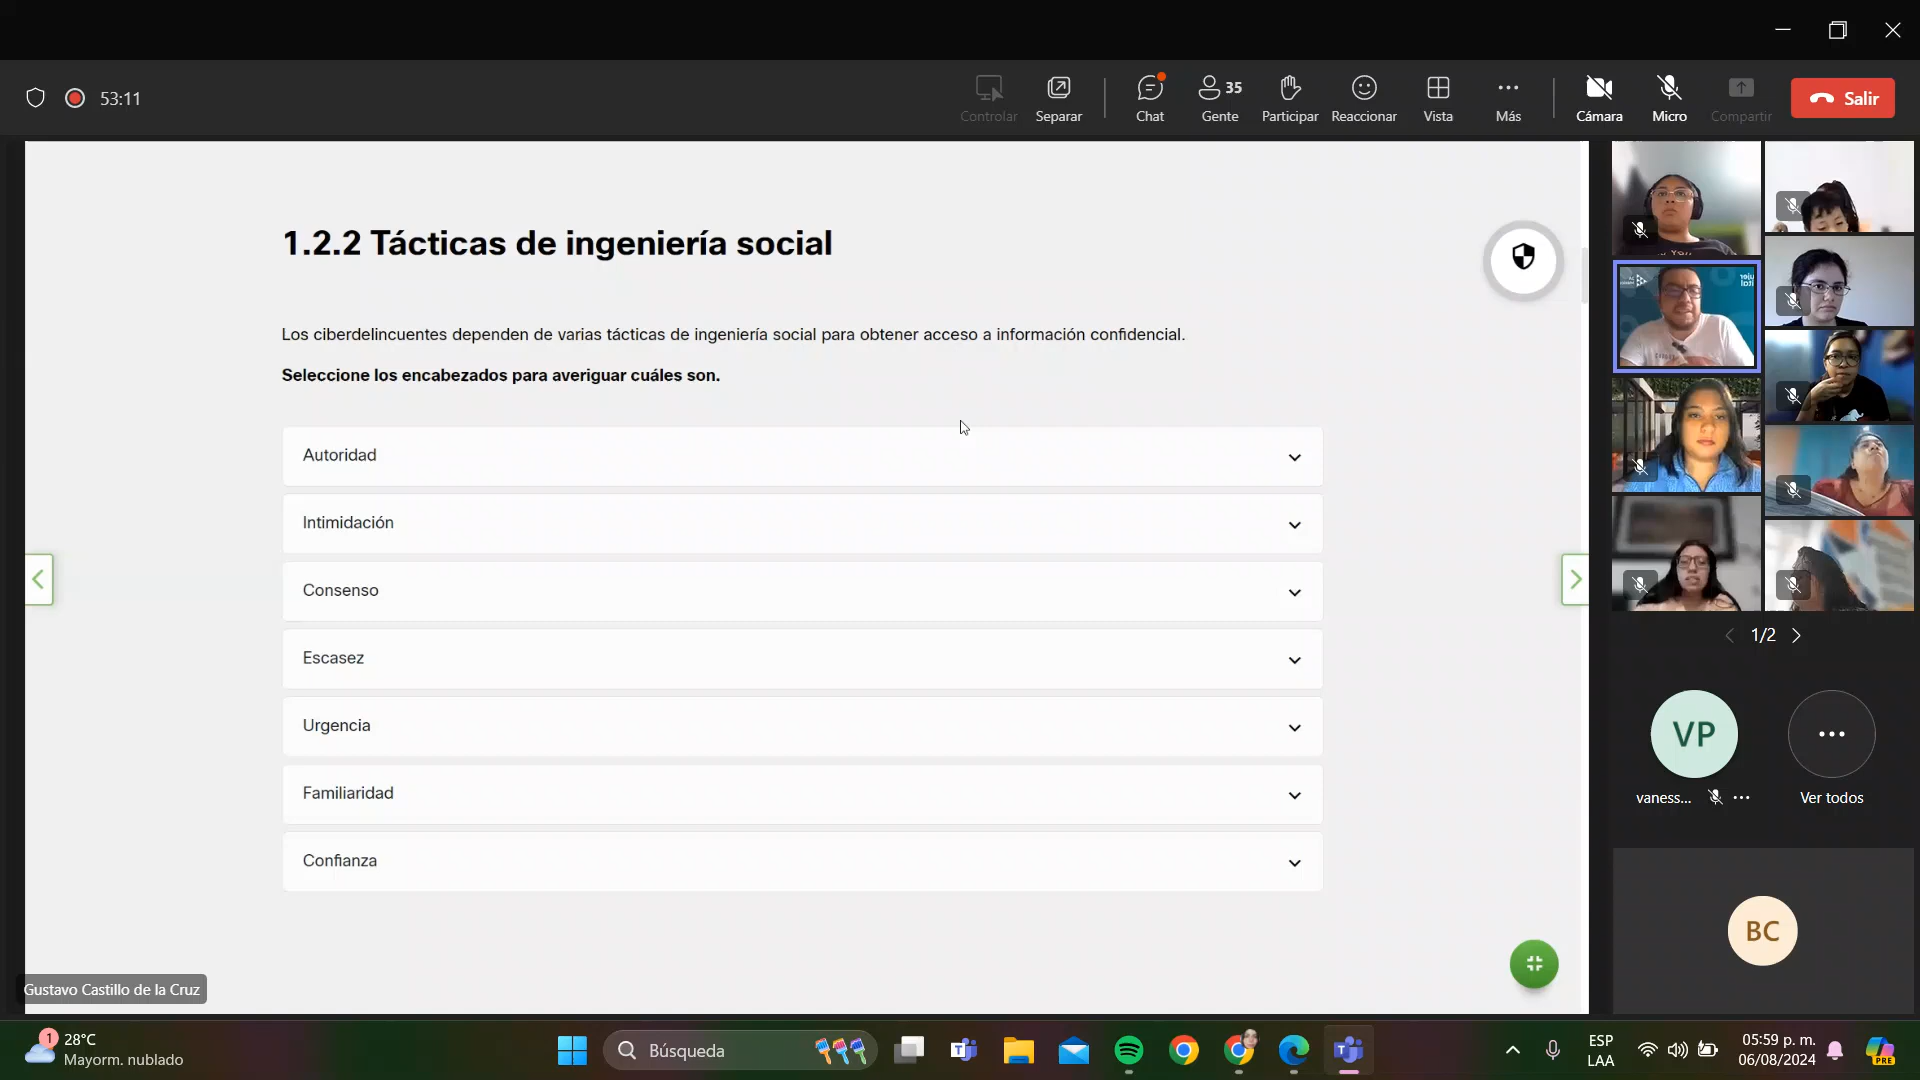 53:11
Controlar
Separar
Chat
35
Gente
Participar
Reaccionar
Vista
Más
Cámara
Micro
Compartir
Salir
1.2.2 Tácticas de ingeniería social
Los ciberdelincuentes dependen de varias tácticas de ingeniería social para obtener acceso a información confidencial.
Seleccione los encabezados para averiguar cuáles son.
Autoridad
Intimidación
Consenso
Escasez
Urgencia
Familiaridad
Confianza
Gustavo Castillo de la Cruz
1/2
VP
vaness...
Ver todos
BC
1
28°C
Mayorm. nublado
Búsqueda
ESP
LAA
05:59 p. m.
06/08/2024
PRE